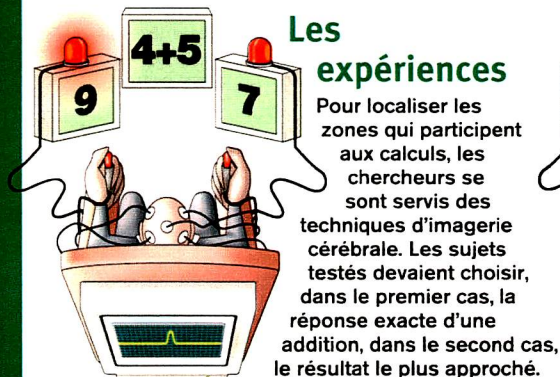 4+5
9
7
Les
expériences
Pour localiser les
zones qui participent
aux calculs, les
chercheurs se
sont servis des
techniques d'imagerie
cérébrale. Les sujets
testés devaient choisir,
dans le premier cas, la
réponse exacte d'une
addition, dans le second cas,
le résultat le plus approché.